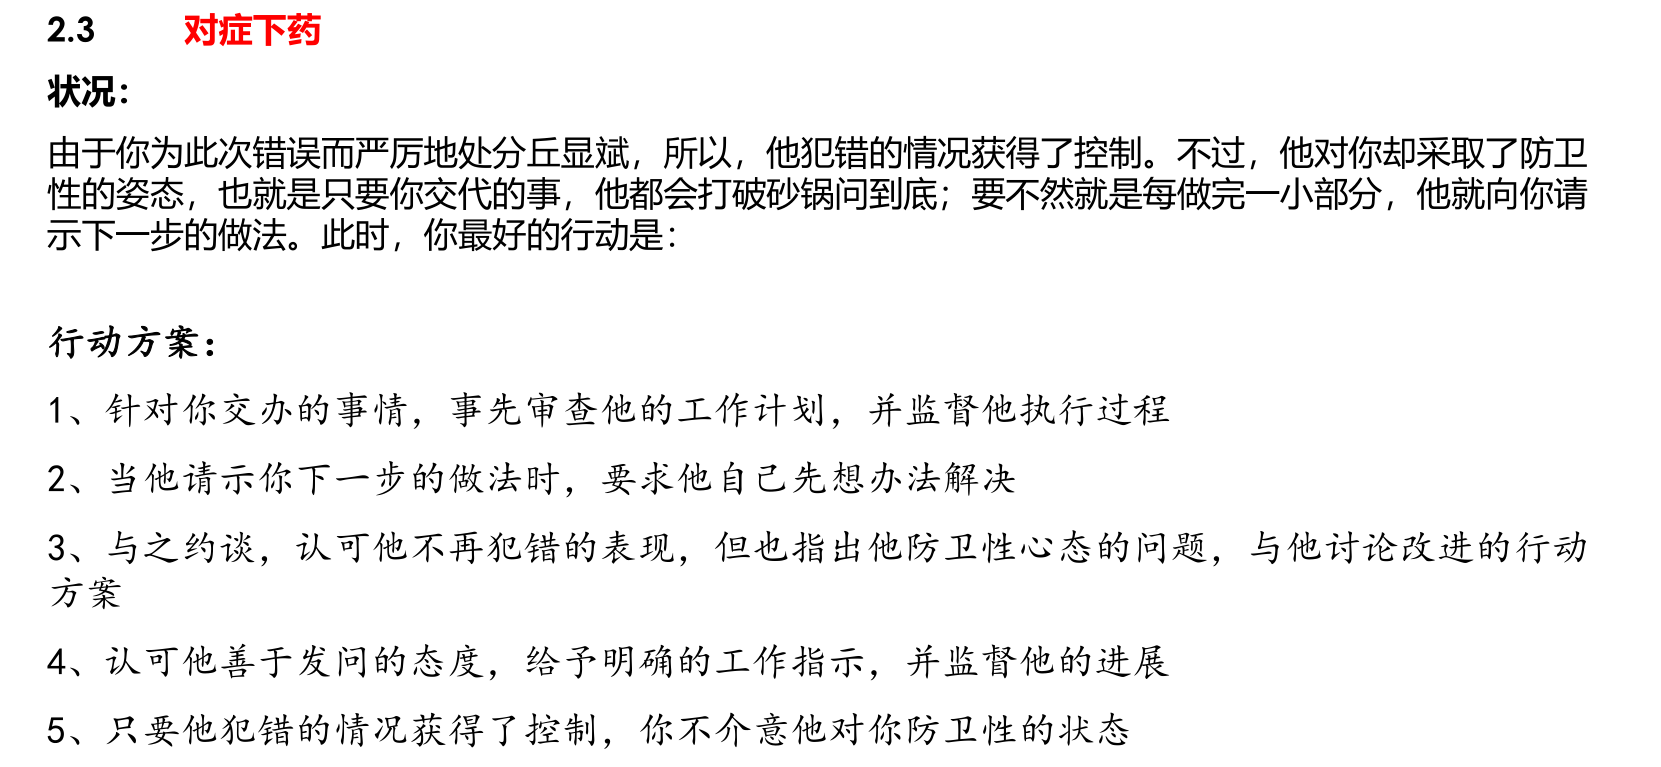 2.3 对症下药
状况：
由于你为此次错误而严厉地处分丘显斌，所以，他犯错的情况获得了控制。不过，他对你却采取了防卫
性的姿态，也就是只要你交代的事，他都会打破砂锅问到底；要不然就是每做完一小部分，他就向你请
示下一步的做法。此时，你最好的行动是：
行动方案：
1、针对你交办的事情，事先审查他的工作计划，并监督他执行过程
2、当他请示你下一步的做法时，要求他自己先想办法解决
3、与之约谈，认可他不再犯错的表现，但也指出他防卫性心态的问题，与他讨论改进的行动
方案
4、认可他善于发问的态度，给予明确的工作指示，并监督他的进展
5、只要他犯错的情况获得了控制，你不介意他对你防卫性的状态